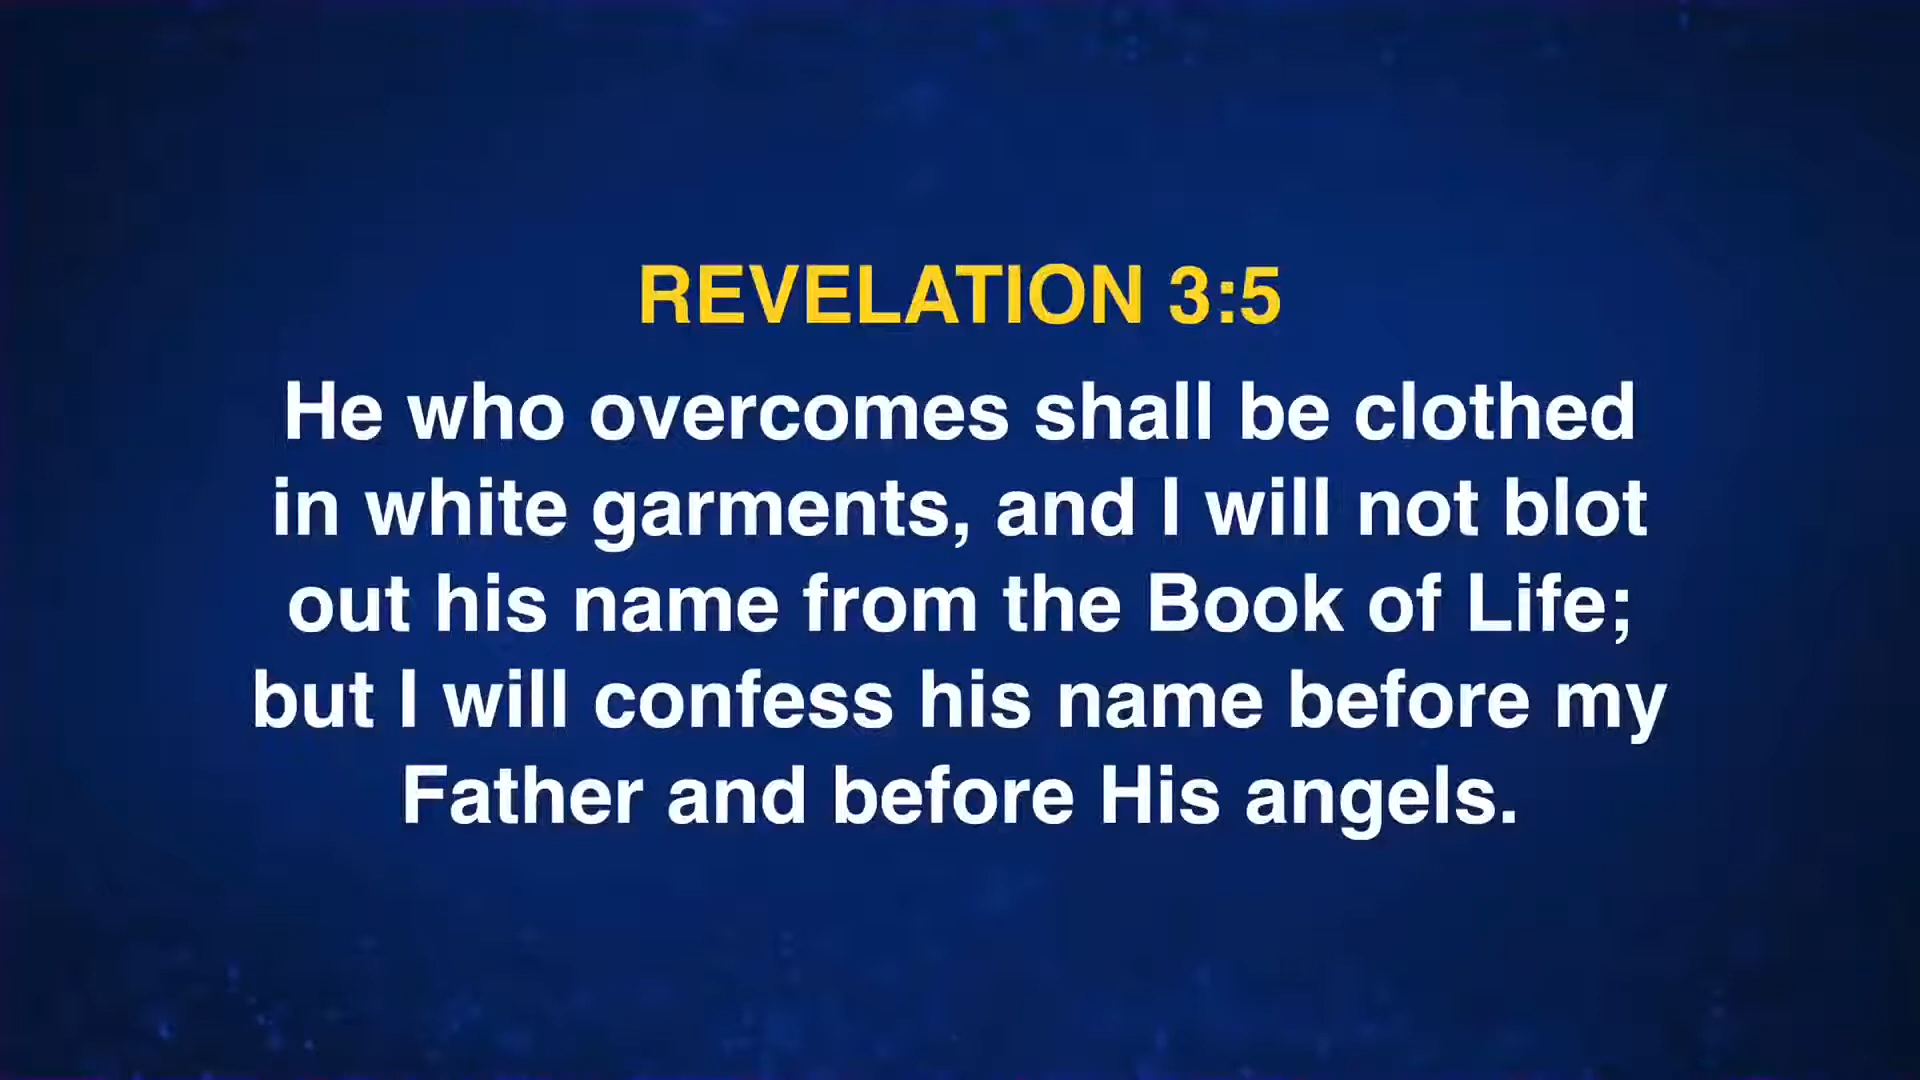 REVELATION 3:5
He who overcomes shall be clothed
in white garments, and I will not blot
out his name from the Book of Life;
but I will confess his name before my
Father and before His angels.